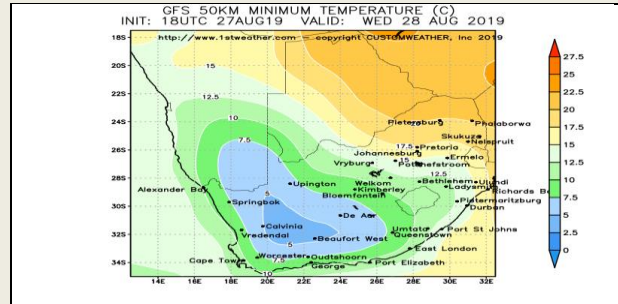 GFS 50KM MINIMUM TEMPERATURE (C)
INIT: 18UTC 27AUG19 VALID: WED 28 AUG 2019
http://www.1stweather.com — copyright CUSTOMWEATHER, Inc 2019
18S
20S
22S
24S
26S
28S
30S
32S
34S
14E
16E
18E
20E
22E
24E
26E
28E
30E
32E
15
12.5
10
7.5
17.5
15
12.5
5
5
7.5
10
Pietersburg
Phalaborwa
Skukuza
Nelspruit
Pretoria
Johannesburg
Ermelo
Vryburg
Potchefstroom
Bethlehem
Ulundi
Welkom
Ladysmith
Alexander Bay
Upington
Kimberley
Richards Ba
Bloemfontein
Springbok
Pietermaritzburg
Durban
De Aar
Calvinia
Umtata
Port St Johns
Vredendal
Beaufort West
Queenstown
East London
Cape Town
Worcester
Oudtshoorn
George
Port Elizabeth
27.5
25
22.5
20
17.5
15
12.5
10
7.5
5
2.5
0